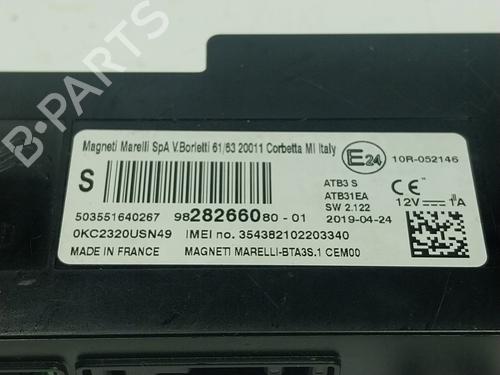 Magneti Marelli SpA V.Borletti 61/63 20011 Corbetta MI Italy
E24
10R-052146
S
ATB3 S
ATB31EA
SW 2.122
2019-04-24
CE
12V 1A
503551640267
9828266080-01
0KC2320USN49
IMEI no. 354382102203340
MADE IN FRANCE
MAGNETI MARELLI-BTA3S.1 CEM00
B-PARTS